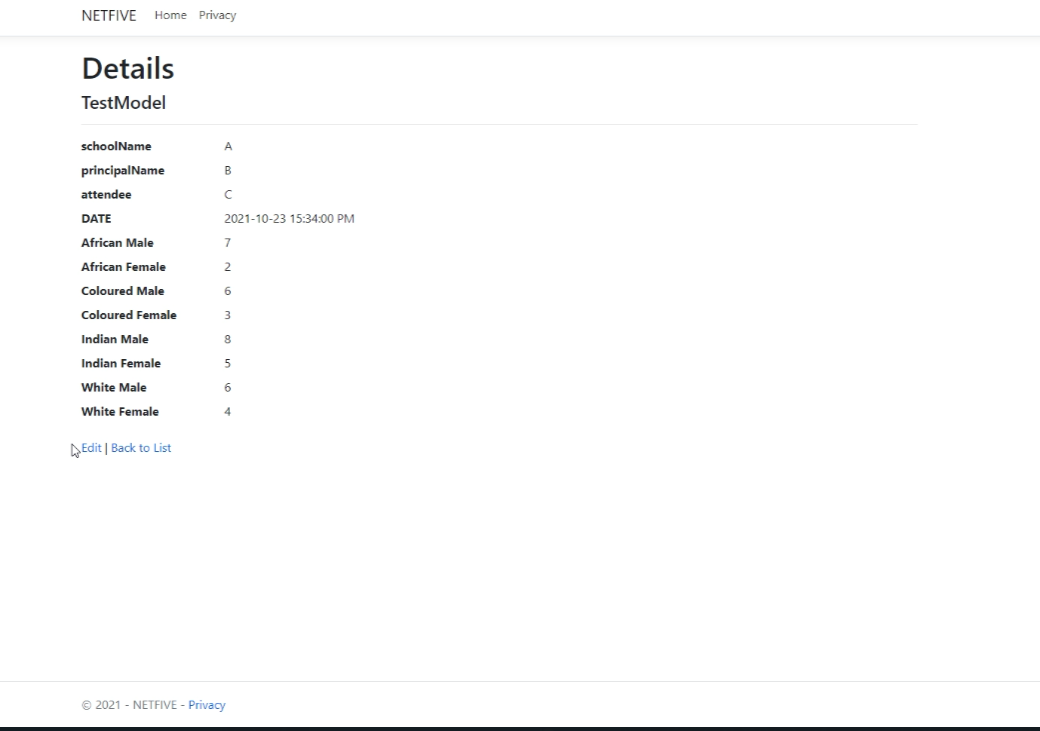 NETFIVE Home Privacy
Details
TestModel
schoolName A
principalName B
attendee C
DATE 2021-10-23 15:34:00 PM
African Male 7
African Female 2
Coloured Male 6
Coloured Female 3
Indian Male 8
Indian Female 5
White Male 6
White Female 4
Edit | Back to List
© 2021 - NETFIVE - Privacy